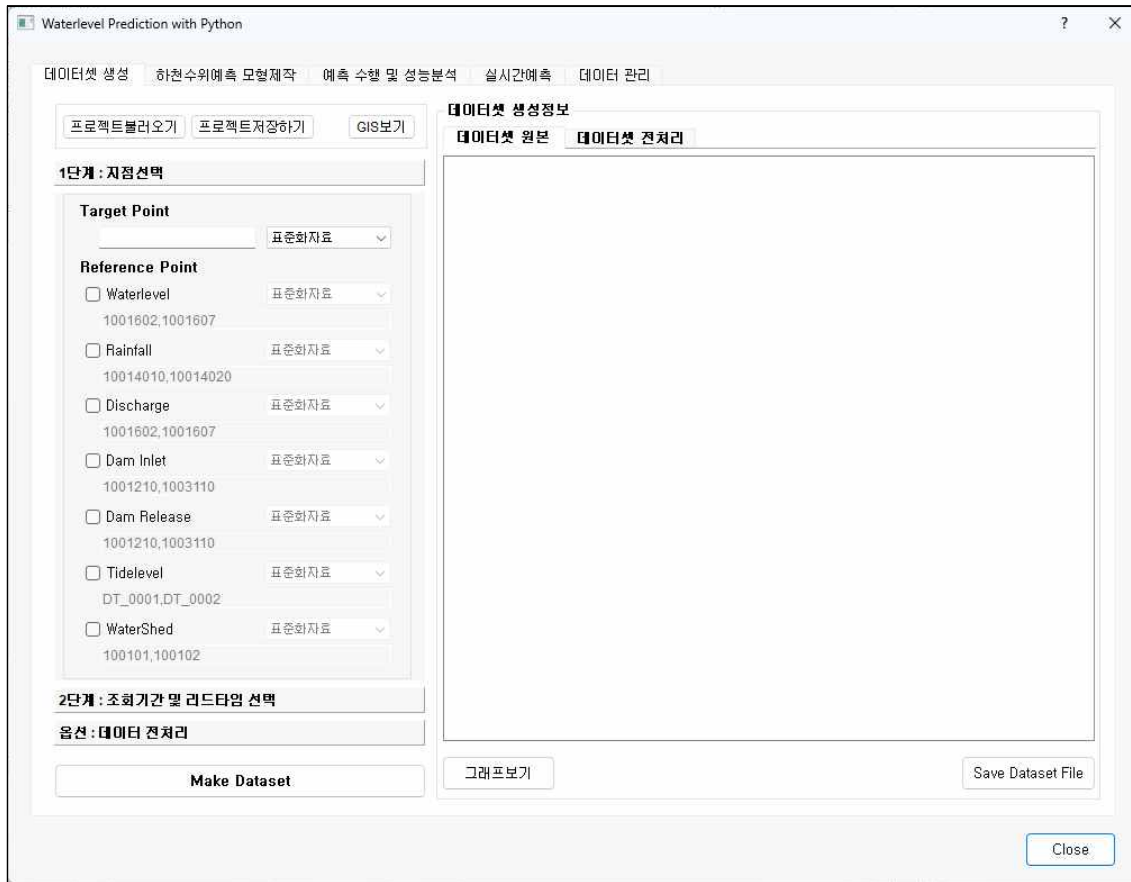 Waterlevel Prediction with Python
? ×
데이터셋 생성 하천수위예측 모형제작 예측 수행 및 성능분석 실시간예측 데이터 관리
프로젝트불러오기 프로젝트저장하기 GIS보기
1단계 : 지점선택
Target Point
표준화자료
Reference Point
Waterlevel 표준화자료
1001602,1001607
Rainfall 표준화자료
10014010,10014020
Discharge 표준화자료
1001602,1001607
Dam Inlet 표준화자료
1001210,1003110
Dam Release 표준화자료
1001210,1003110
Tidelevel 표준화자료
DT_0001,DT_0002
WaterShed 표준화자료
100101,100102
2단계 : 조회기간 및 리드타임 선택
옵션 : 데이터 전처리
Make Dataset
데이터셋 생성정보
데이터셋 원본 데이터셋 전처리
그래프보기 Save Dataset File
Close